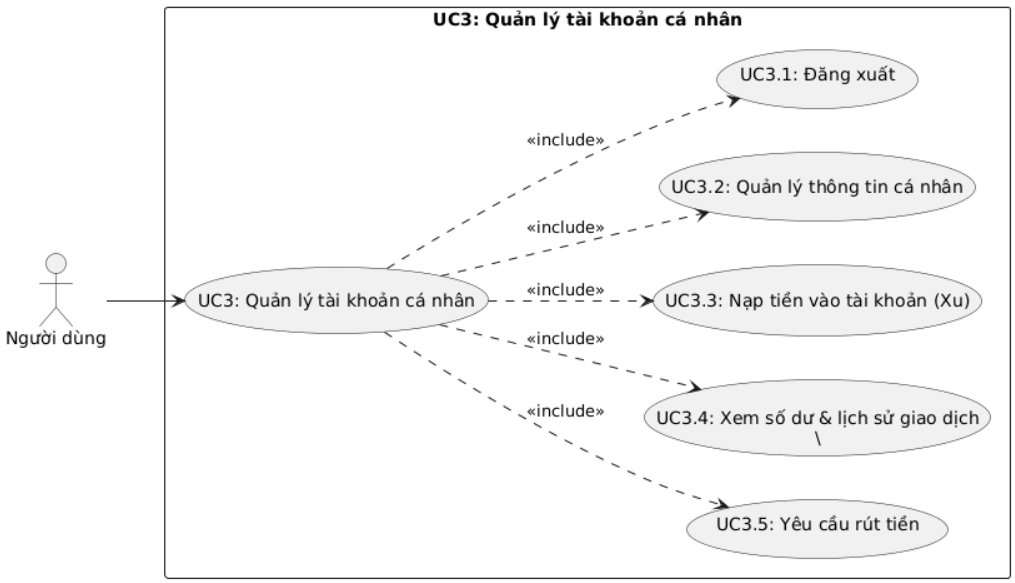 UC3: Quản lý tài khoản cá nhân
UC3.1: Đăng xuất
«include»
UC3.2: Quản lý thông tin cá nhân
«include»
UC3: Quản lý tài khoản cá nhân
«include»
UC3.3: Nạp tiền vào tài khoản (Xu)
Người dùng
«include»
UC3.4: Xem số dư & lịch sử giao dịch
\
«include»
UC3.5: Yêu cầu rút tiền